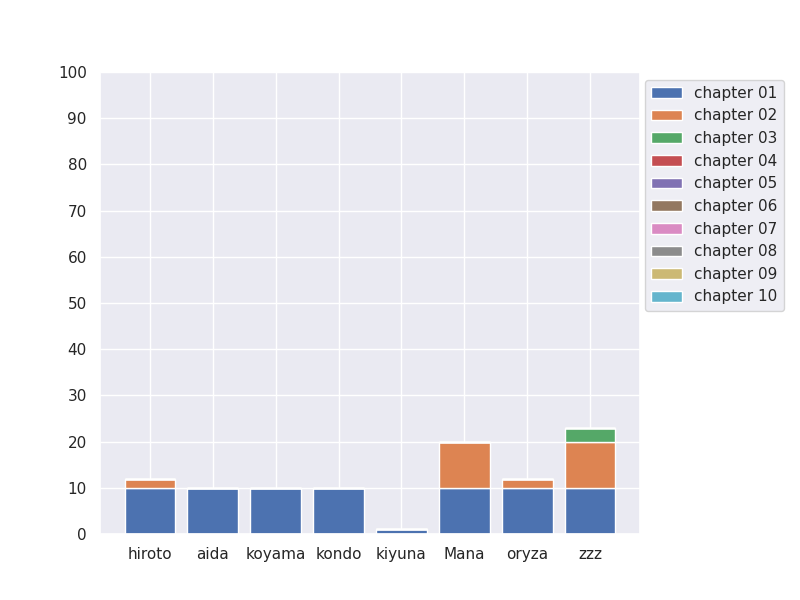 100
90
80
70
60
50
40
30
20
10
0
hiroto aida koyama kondo kiyuna Mana oryza zzz
chapter 01
chapter 02
chapter 03
chapter 04
chapter 05
chapter 06
chapter 07
chapter 08
chapter 09
chapter 10